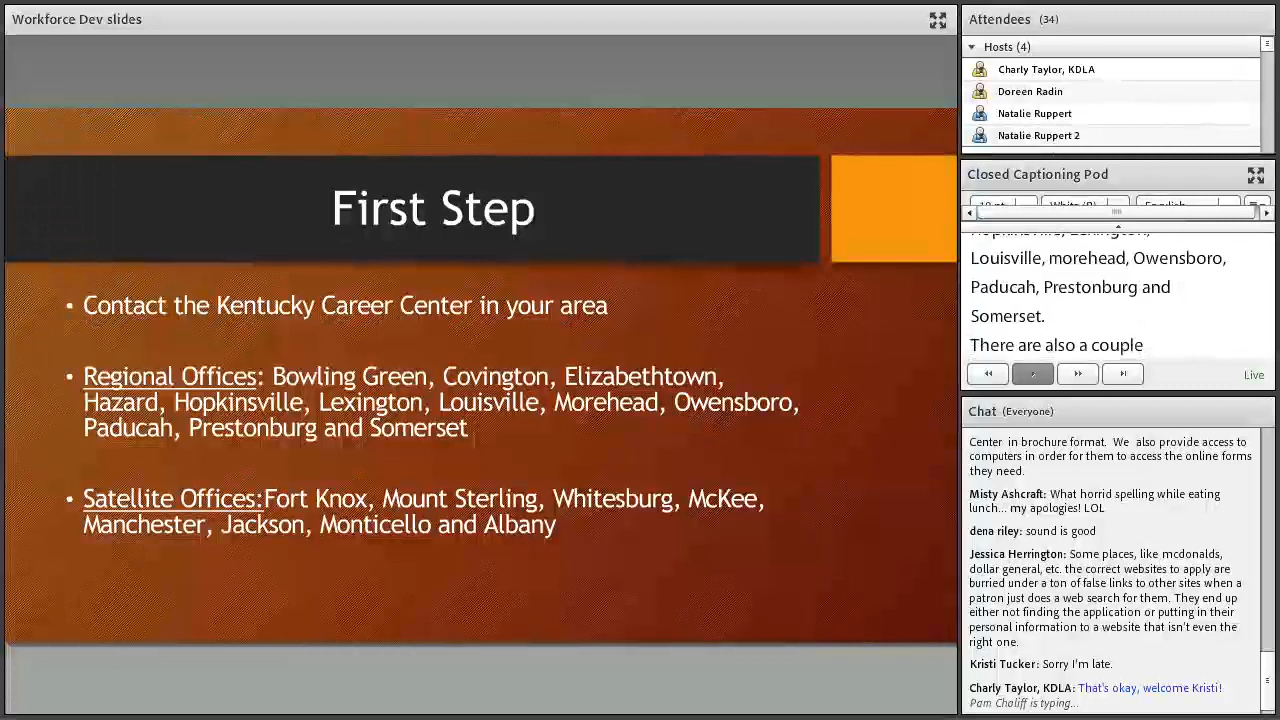 Workforce Dev slides
First Step
• Contact the Kentucky Career Center in your area
• Regional Offices: Bowling Green, Covington, Elizabethtown,
Hazard, Hopkinsville, Lexington, Louisville, Morehead, Owensboro,
Paducah, Prestonburg and Somerset
• Satellite Offices:Fort Knox, Mount Sterling, Whitesburg, McKee,
Manchester, Jackson, Monticello and Albany
Attendees (34)
Hosts (4)
Charly Taylor, KDLA
Doreen Radin
Natalie Ruppert
Natalie Ruppert 2
Closed Captioning Pod
Louisville, morehead, Owensboro,
Paducah, Prestonburg and
Somerset.
There are also a couple
Live
Chat (Everyone)
Center in brochure format. We also provide access to
computers in order for them to access the online forms
they need.
Misty Ashcraft: What horrid spelling while eating
lunch... my apologies! LOL
dena riley: sound is good
Jessica Herrington: Some places, like mcdonalds,
dollar general, etc. the correct websites to apply are
burried under a ton of false links to other sites when a
patron just does a web search for them. They end up
either not finding the application or putting in their
personal information to a website that isn't even the
right one.
Kristi Tucker: Sorry I'm late.
Charly Taylor, KDLA: That's okay, welcome Kristi!
Pam Chaliff is typing...